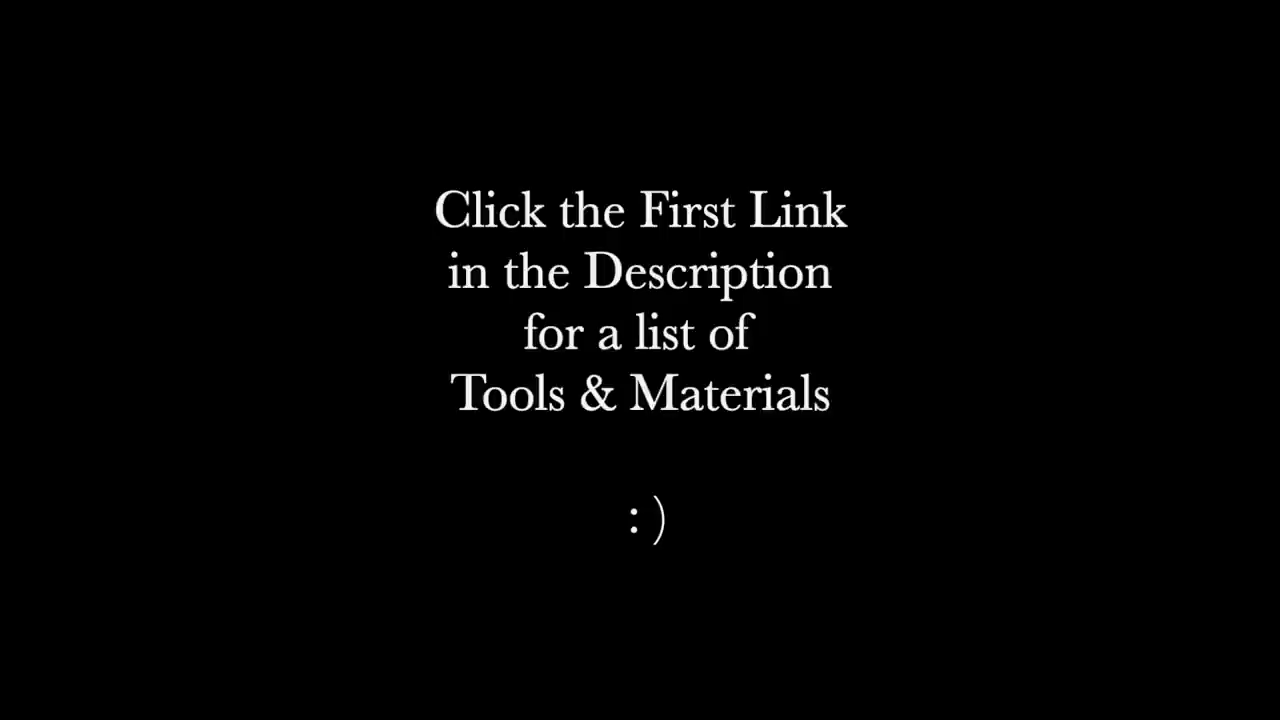 Click the First Link
in the Description
for a list of
Tools & Materials
: )